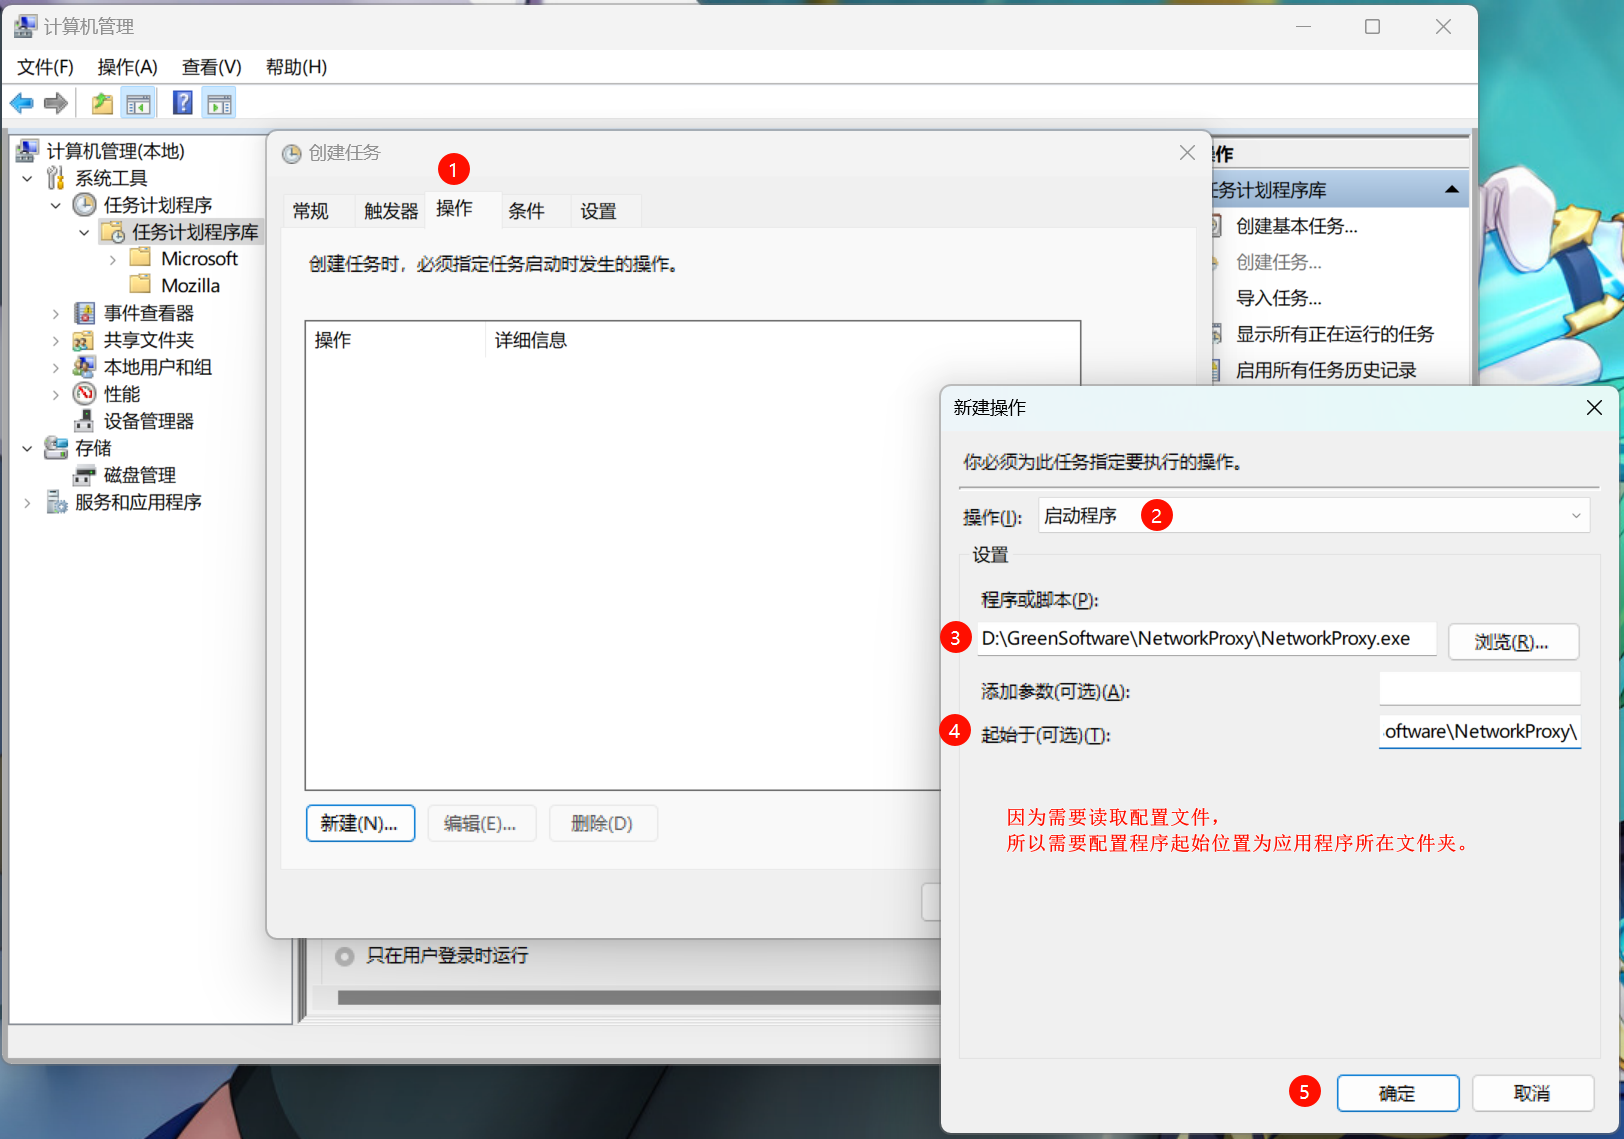 计算机管理
文件(F) 操作(A) 查看(V) 帮助(H)
计算机管理(本地)
系统工具
任务计划程序
任务计划程序库
Microsoft
Mozilla
事件查看器
共享文件夹
本地用户和组
性能
设备管理器
存储
磁盘管理
服务和应用程序
创建任务
1
常规 触发器 操作 条件 设置
创建任务时，必须指定任务启动时发生的操作。
操作 详细信息
新建(N)... 编辑(E)... 删除(D)
只在用户登录时运行
作
任务计划程序库
创建基本任务...
创建任务...
导入任务...
显示所有正在运行的任务
启用所有任务历史记录
新建操作
你必须为此任务指定要执行的操作。
操作(I): 启动程序 2
设置
程序或脚本(P):
3 D:\GreenSoftware\NetworkProxy\NetworkProxy.exe 浏览(R)...
添加参数(可选)(A):
4 起始于(可选)(T): oftware\NetworkProxy\
因为需要读取配置文件，
所以需要配置程序起始位置为应用程序所在文件夹。
5 确定 取消